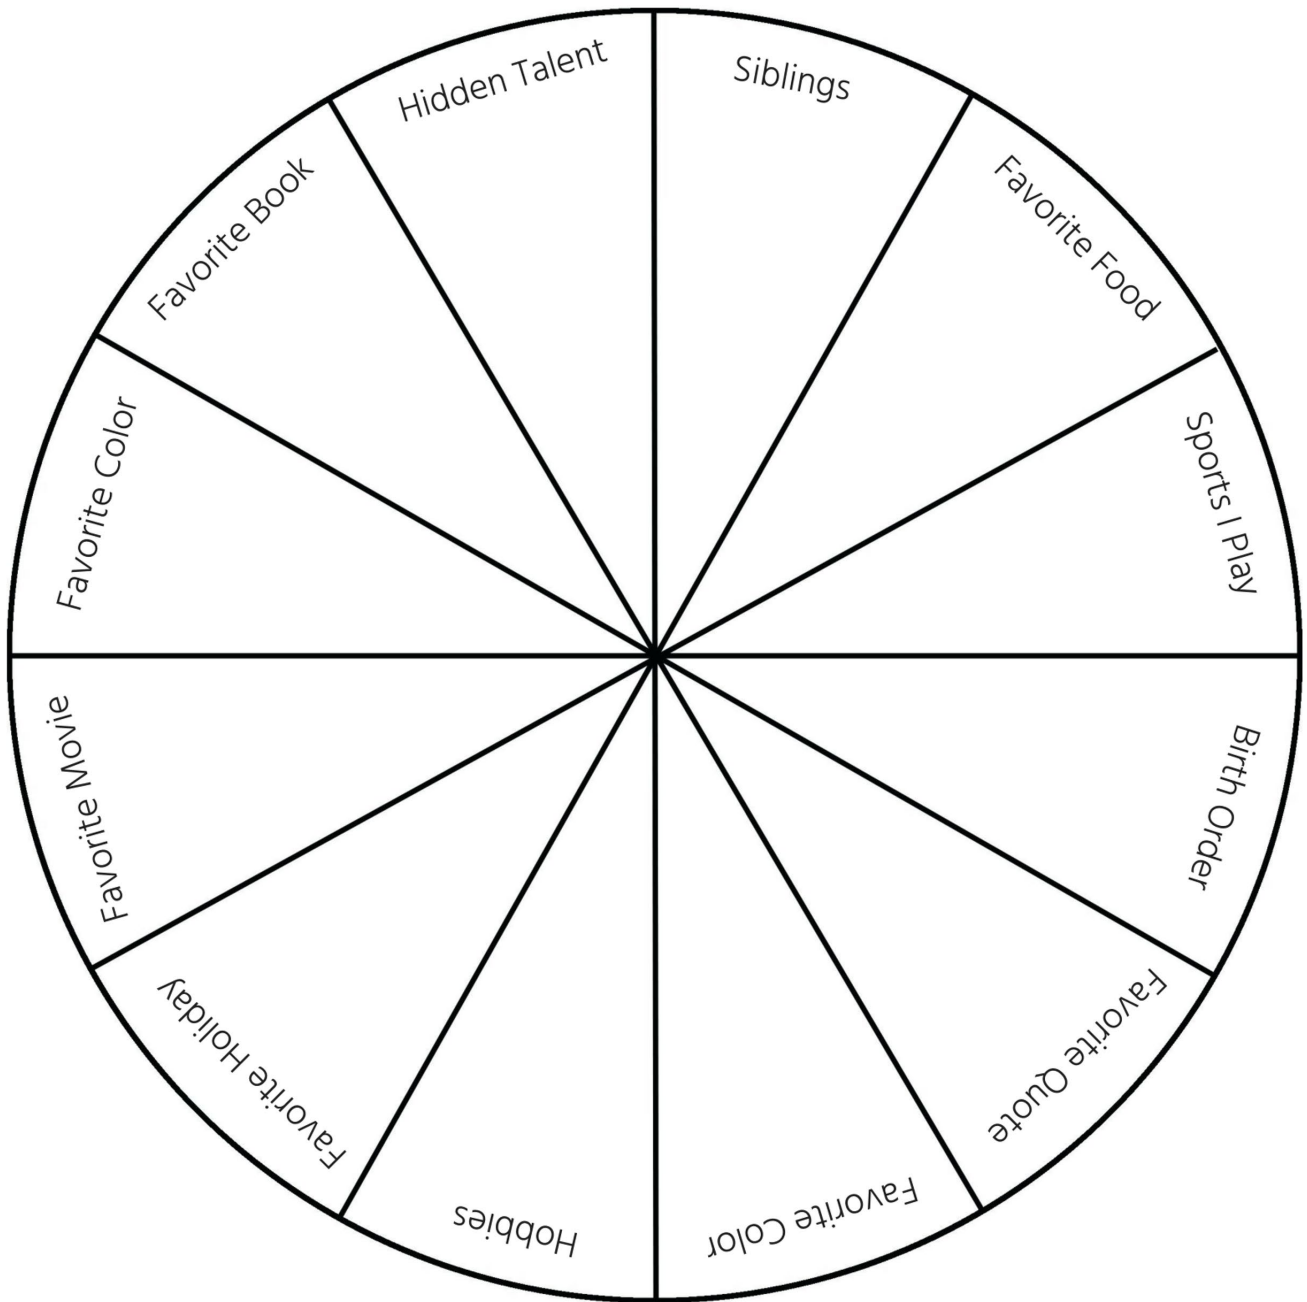 Siblings
Favorite Food
Sports I Play
Birth Order
Favorite Quote
Favorite Color
Hobbies
Favorite Holiday
Favorite Movie
Favorite Color
Favorite Book
Hidden Talent